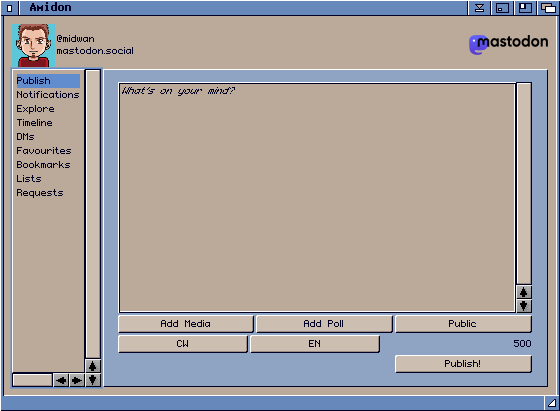 Amidon
@midwan
mastodon.social
mastodon
Publish
Notifications
Explore
Timeline
DMs
Favourites
Bookmarks
Lists
Requests
What's on your mind?
Add Media
Add Poll
Public
CW
EN
500
Publish!